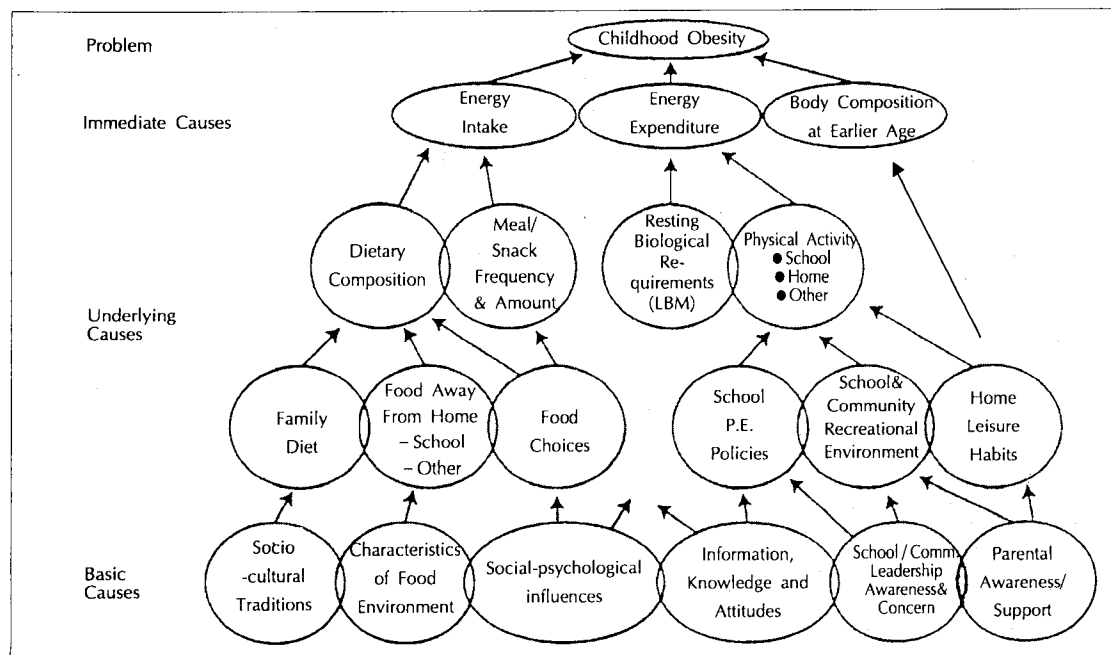 Problem
Childhood Obesity
Immediate Causes
Energy
Intake
Energy
Expenditure
Body Composition
at Earlier Age
Underlying
Causes
Dietary
Composition
Meal/
Snack
Frequency
& Amount
Resting
Biological
Re-
quirements
(LBM)
Physical Activity
● School
● Home
● Other
Family
Diet
Food Away
From Home
– School
– Other
Food
Choices
School
P.E.
Policies
School&
Community
Recreational
Environment
Home
Leisure
Habits
Basic
Causes
Socio
-cultural
Traditions
Characteristics
of Food
Environment
Social-psychological
influences
Information,
Knowledge and
Attitudes
School/Comm.
Leadership
Awareness&
Concern
Parental
Awareness/
Support